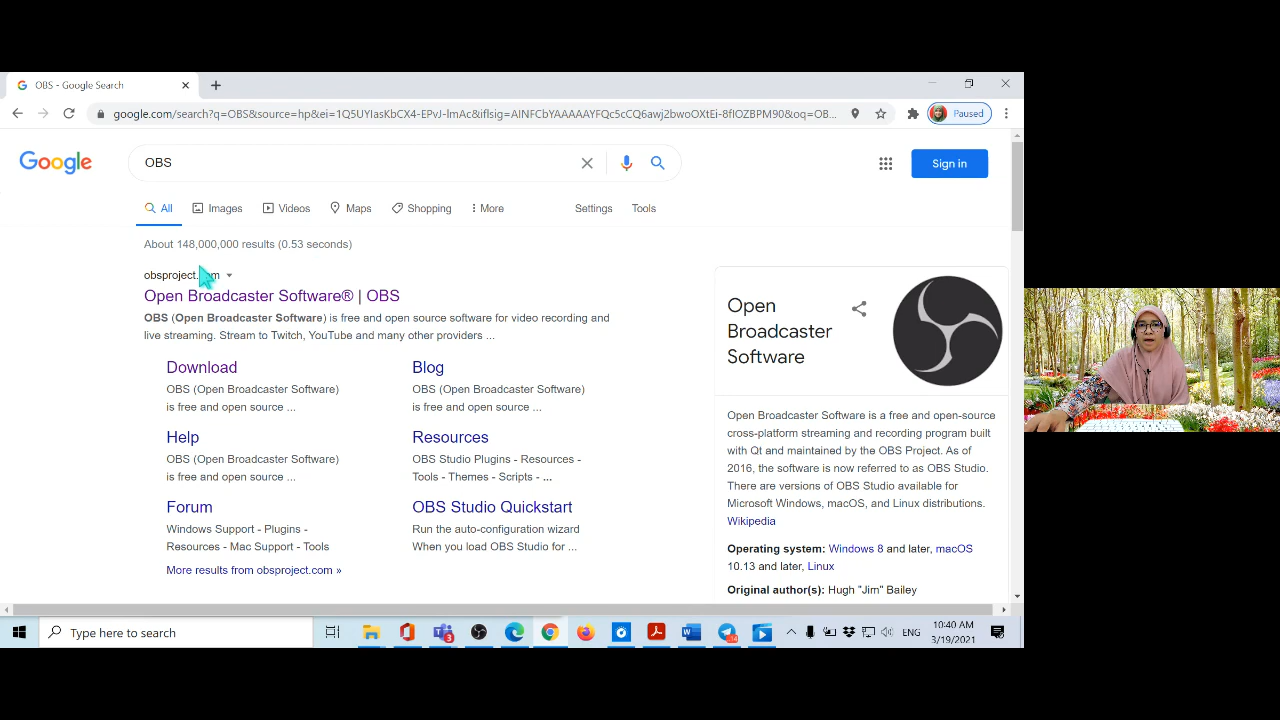 OBS - Google Search
google.com/search?q=OBS&source=hp&ei=1Q5UYIasKbCX4-EPvJ-lmAc&iflsig=AINFCbYAAAAAYFQc5cCQ6awj2bwoOXtEi-8flOZBPM90&oq=OB...
Paused
Google
OBS
Sign in
All
Images
Videos
Maps
Shopping
More
Settings
Tools
About 148,000,000 results (0.53 seconds)
Open Broadcaster Software® | OBS
OBS (Open Broadcaster Software) is free and open source software for video recording and
live streaming. Stream to Twitch, YouTube and many other providers ...
Download
OBS (Open Broadcaster Software)
is free and open source ...
Blog
OBS (Open Broadcaster Software)
is free and open source ...
Help
OBS (Open Broadcaster Software)
is free and open source ...
Resources
OBS Studio Plugins - Resources -
Tools - Themes - Scripts - ...
Forum
Windows Support - Plugins -
Resources - Mac Support - Tools
OBS Studio Quickstart
Run the auto-configuration wizard
When you load OBS Studio for ...
More results from obsproject.com »
Open
Broadcaster
Software
Open Broadcaster Software is a free and open-source
cross-platform streaming and recording program built
with Qt and maintained by the OBS Project. As of
2016, the software is now referred to as OBS Studio.
There are versions of OBS Studio available for
Microsoft Windows, macOS, and Linux distributions.
Wikipedia
Operating system: Windows 8 and later, macOS
10.13 and later, Linux
Original author(s): Hugh "Jim" Bailey
Type here to search
3
14
ENG
10:40 AM
3/19/2021